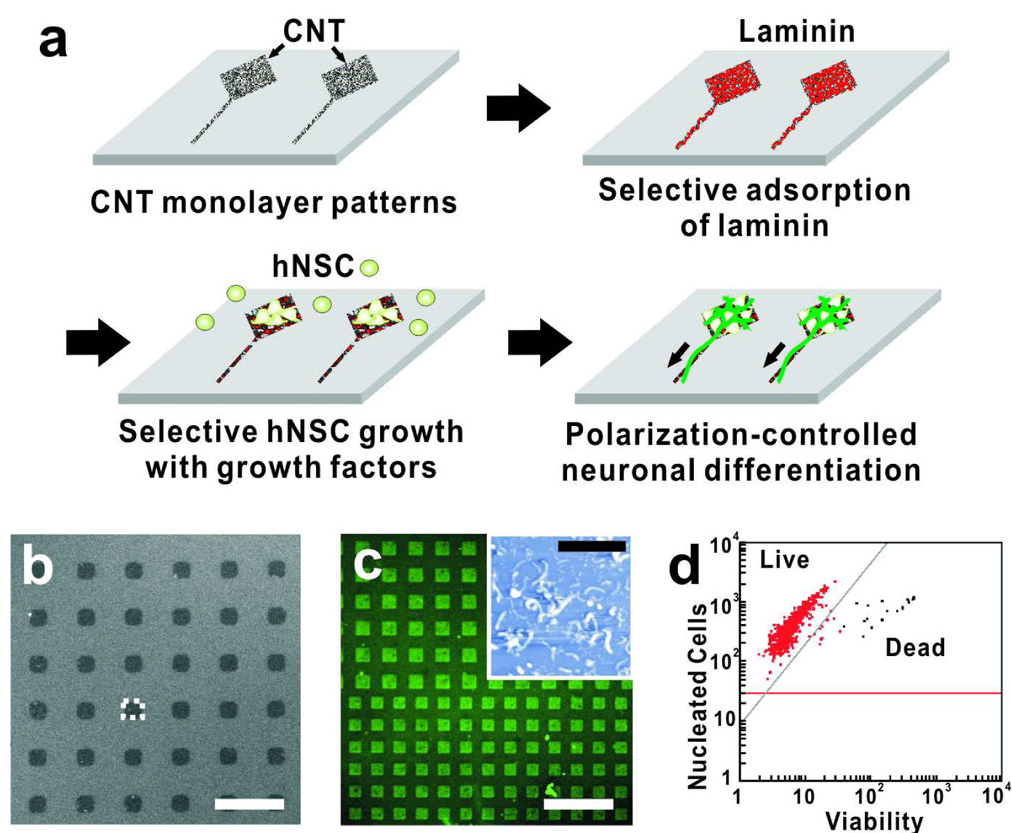 a
CNT
CNT monolayer patterns
Laminin
Selective adsorption
of laminin
hNSC
Selective hNSC growth
with growth factors
Polarization-controlled
neuronal differentiation
b
c
d
Live
Dead
Nucleated Cells
10⁴
10³
10²
10
1
1
10
10²
10³
10⁴
Viability